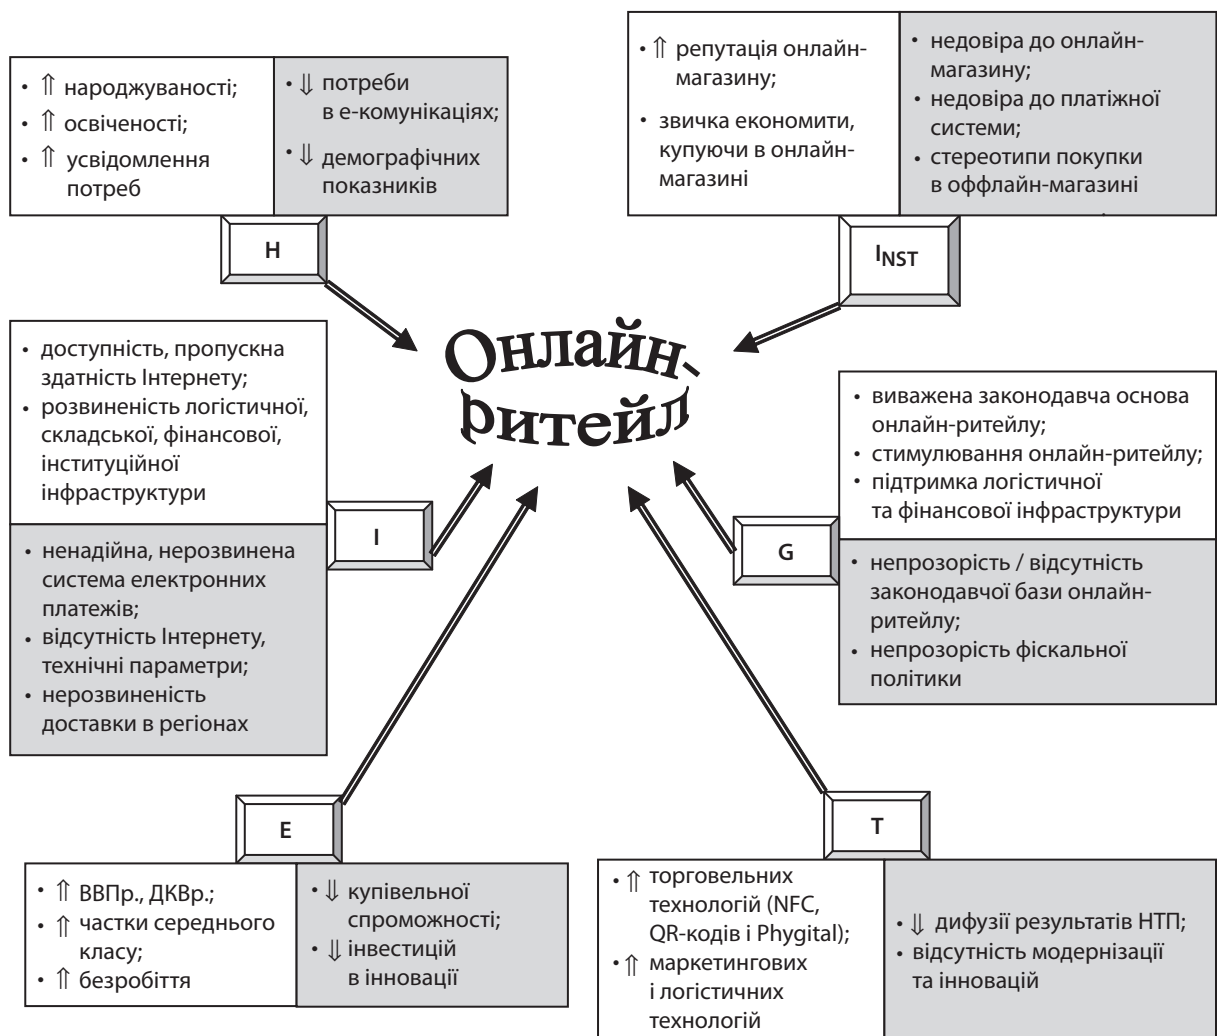 • ⇑ народжуваності;
• ⇑ освіченості;
• ⇑ усвідомлення
потреб
• ⇓ потреби
в е-комунікаціях;
• ⇓ демографічних
показників
H
• ⇑ репутація онлайн-
магазину;
• звичка економити,
купуючи в онлайн-
магазині
• недовіра до онлайн-
магазину;
• недовіра до платіжної
системи;
• стереотипи покупки
в оффлайн-магазині
INST
Онлайн-
ритейл
• доступність, пропускна
здатність Інтернету;
• розвиненість логістичної,
складської, фінансової,
інституційної
інфраструктури
• ненадійна, нерозвинена
система електронних
платежів;
• відсутність Інтернету,
технічні параметри;
• нерозвиненість
доставки в регіонах
I
• виважена законодавча основа
онлайн-ритейлу;
• стимулювання онлайн-ритейлу;
• підтримка логістичної
та фінансової інфраструктури
• непрозорість / відсутність
законодавчої бази онлайн-
ритейлу;
• непрозорість фіскальної
політики
G
E
• ⇑ ВВПр., ДКВр.;
• ⇑ частки середнього
класу;
• ⇑ безробіття
• ⇓ купівельної
спроможності;
• ⇓ інвестицій
в інновації
T
• ⇑ торговельних
технологій (NFC,
QR-кодів і Phygital);
• ⇑ маркетингових
і логістичних
технологій
• ⇓ дифузії результатів НТП;
• відсутність модернізації
та інновацій